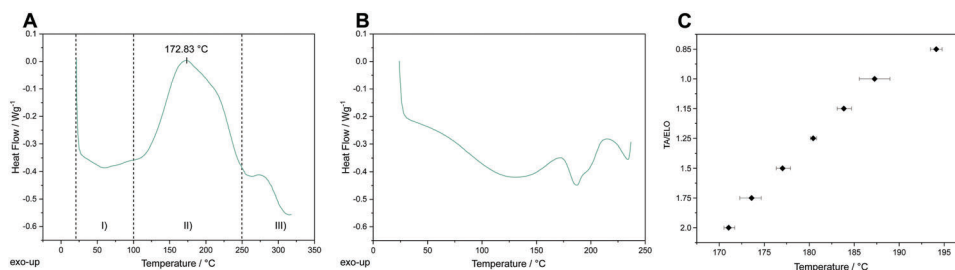 A
172.83 °C
0.1
0.0
-0.1
-0.2
-0.3
-0.4
-0.5
-0.6
Heat Flow / Wg-1
I)
II)
III)
0
50
100
150
200
250
300
350
exo-up
Temperature / °C
B
0.1
0.0
-0.1
-0.2
-0.3
-0.4
-0.5
-0.6
Heat Flow / Wg-1
0
50
100
150
200
250
exo-up
Temperature / °C
C
0.85
1.0
1.15
1.25
1.5
1.75
2.0
TA/ELO
170
175
180
185
190
195
Temperature / °C